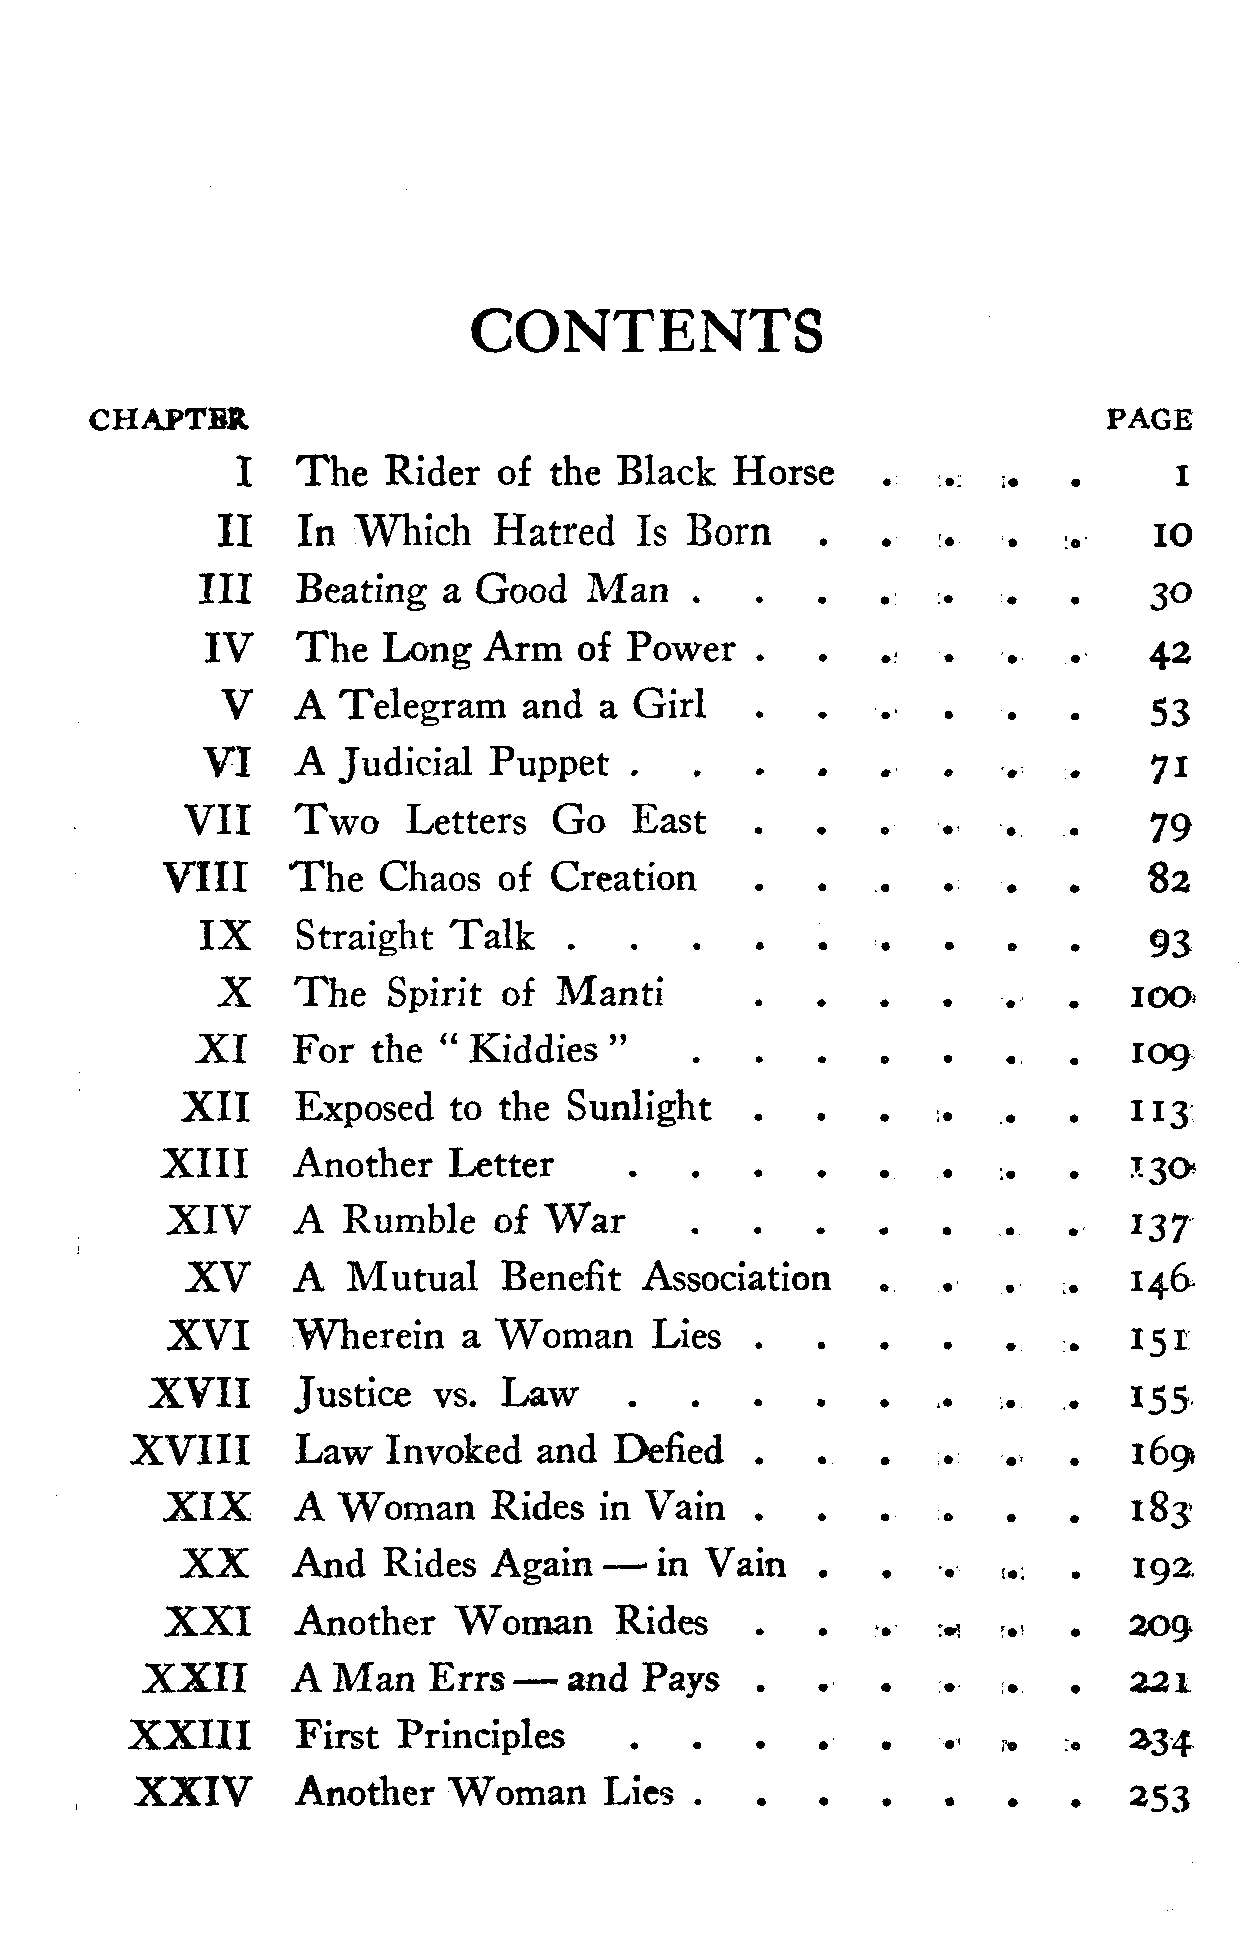 CONTENTS
CHAPTER PAGE
I The Rider of the Black Horse . . . . 1
II In Which Hatred Is Born . . . . . 10
III Beating a Good Man . . . . . . . 30
IV The Long Arm of Power . . . . . . 42
V A Telegram and a Girl . . . . . . 53
VI A Judicial Puppet . . . . . . . . 71
VII Two Letters Go East . . . . . . 79
VIII The Chaos of Creation . . . . . . 82
IX Straight Talk . . . . . . . . . 93
X The Spirit of Manti . . . . . . 100
XI For the “ Kiddies ” . . . . . . . 109
XII Exposed to the Sunlight . . . . . . 113
XIII Another Letter . . . . . . . . 130
XIV A Rumble of War . . . . . . . 137
XV A Mutual Benefit Association . . . . 146
XVI Wherein a Woman Lies . . . . . . 151
XVII Justice vs. Law . . . . . . . . 155
XVIII Law Invoked and Defied . . . . . . 169
XIX A Woman Rides in Vain . . . . . . 183
XX And Rides Again — in Vain . . . . . 192
XXI Another Woman Rides . . . . . . 209
XXII A Man Errs — and Pays . . . . . . 221
XXIII First Principles . . . . . . . . 234
XXIV Another Woman Lies . . . . . . . 253